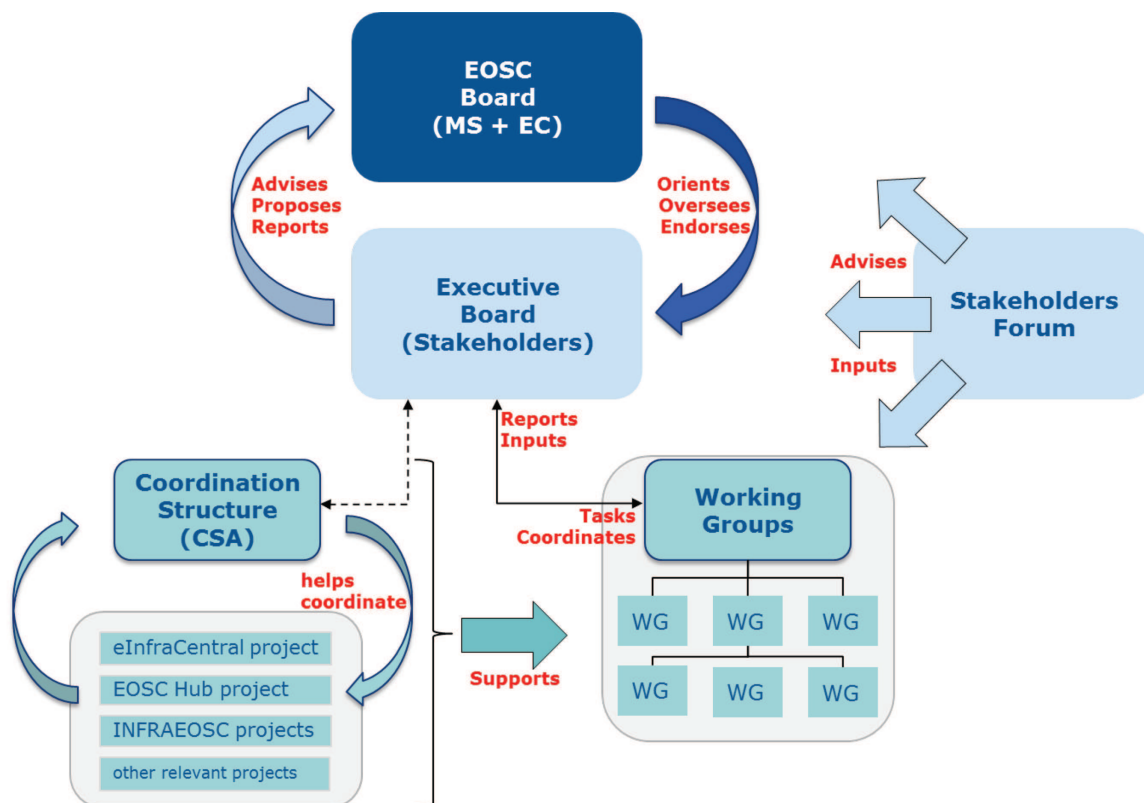 EOSC
Board
(MS + EC)
Advises
Proposes
Reports
Orients
Oversees
Endorses
Executive
Board
(Stakeholders)
Advises
Inputs
Stakeholders
Forum
Reports
Inputs
Tasks
Coordinates
Coordination
Structure
(CSA)
helps
coordinate
eInfraCentral project
EOSC Hub project
INFRAEOSC projects
other relevant projects
Supports
Working
Groups
WG
WG
WG
WG
WG
WG